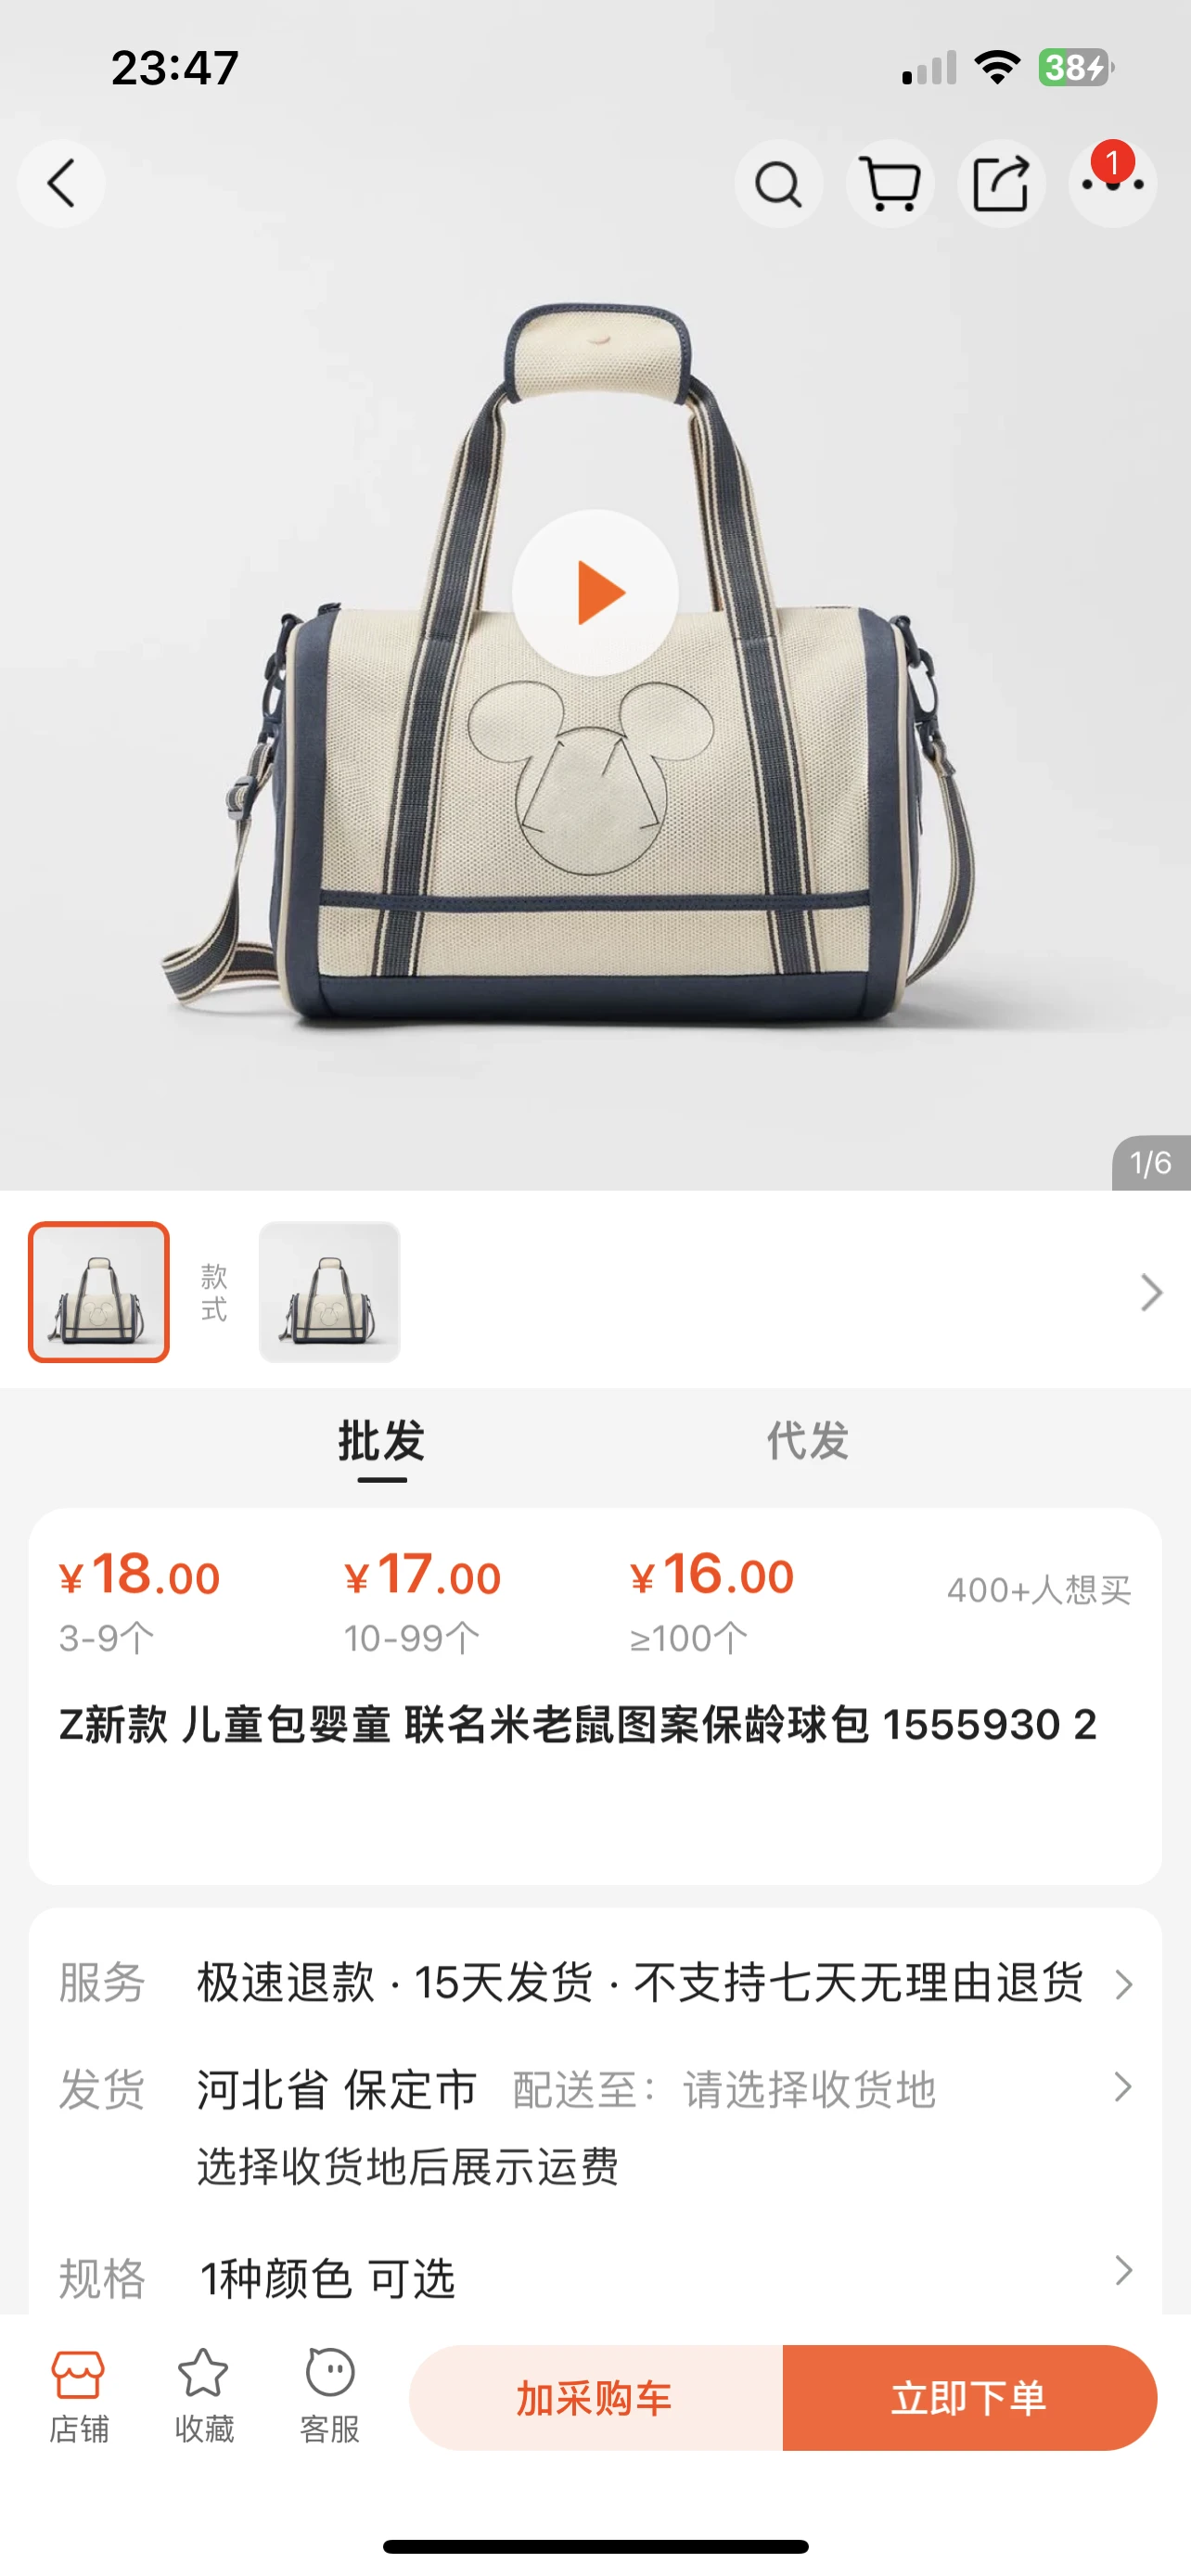 23:47
38
1
1/6
款式
批发 代发
¥18.00 ¥17.00 ¥16.00 400+人想买
3-9个 10-99个 ≥100个
Z新款 儿童包婴童 联名米老鼠图案保龄球包 1555930 2
服务 极速退款 · 15天发货 · 不支持七天无理由退货
发货 河北省 保定市 配送至：请选择收货地
选择收货地后展示运费
规格 1种颜色 可选
店铺 收藏 客服 加采购车 立即下单